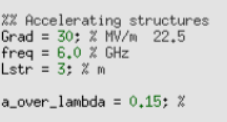 %% Accelerating structures
Grad = 30; % MV/m  22.5
freq = 6.0 % GHz
Lstr = 3; % m
a_over_lambda = 0.15; %